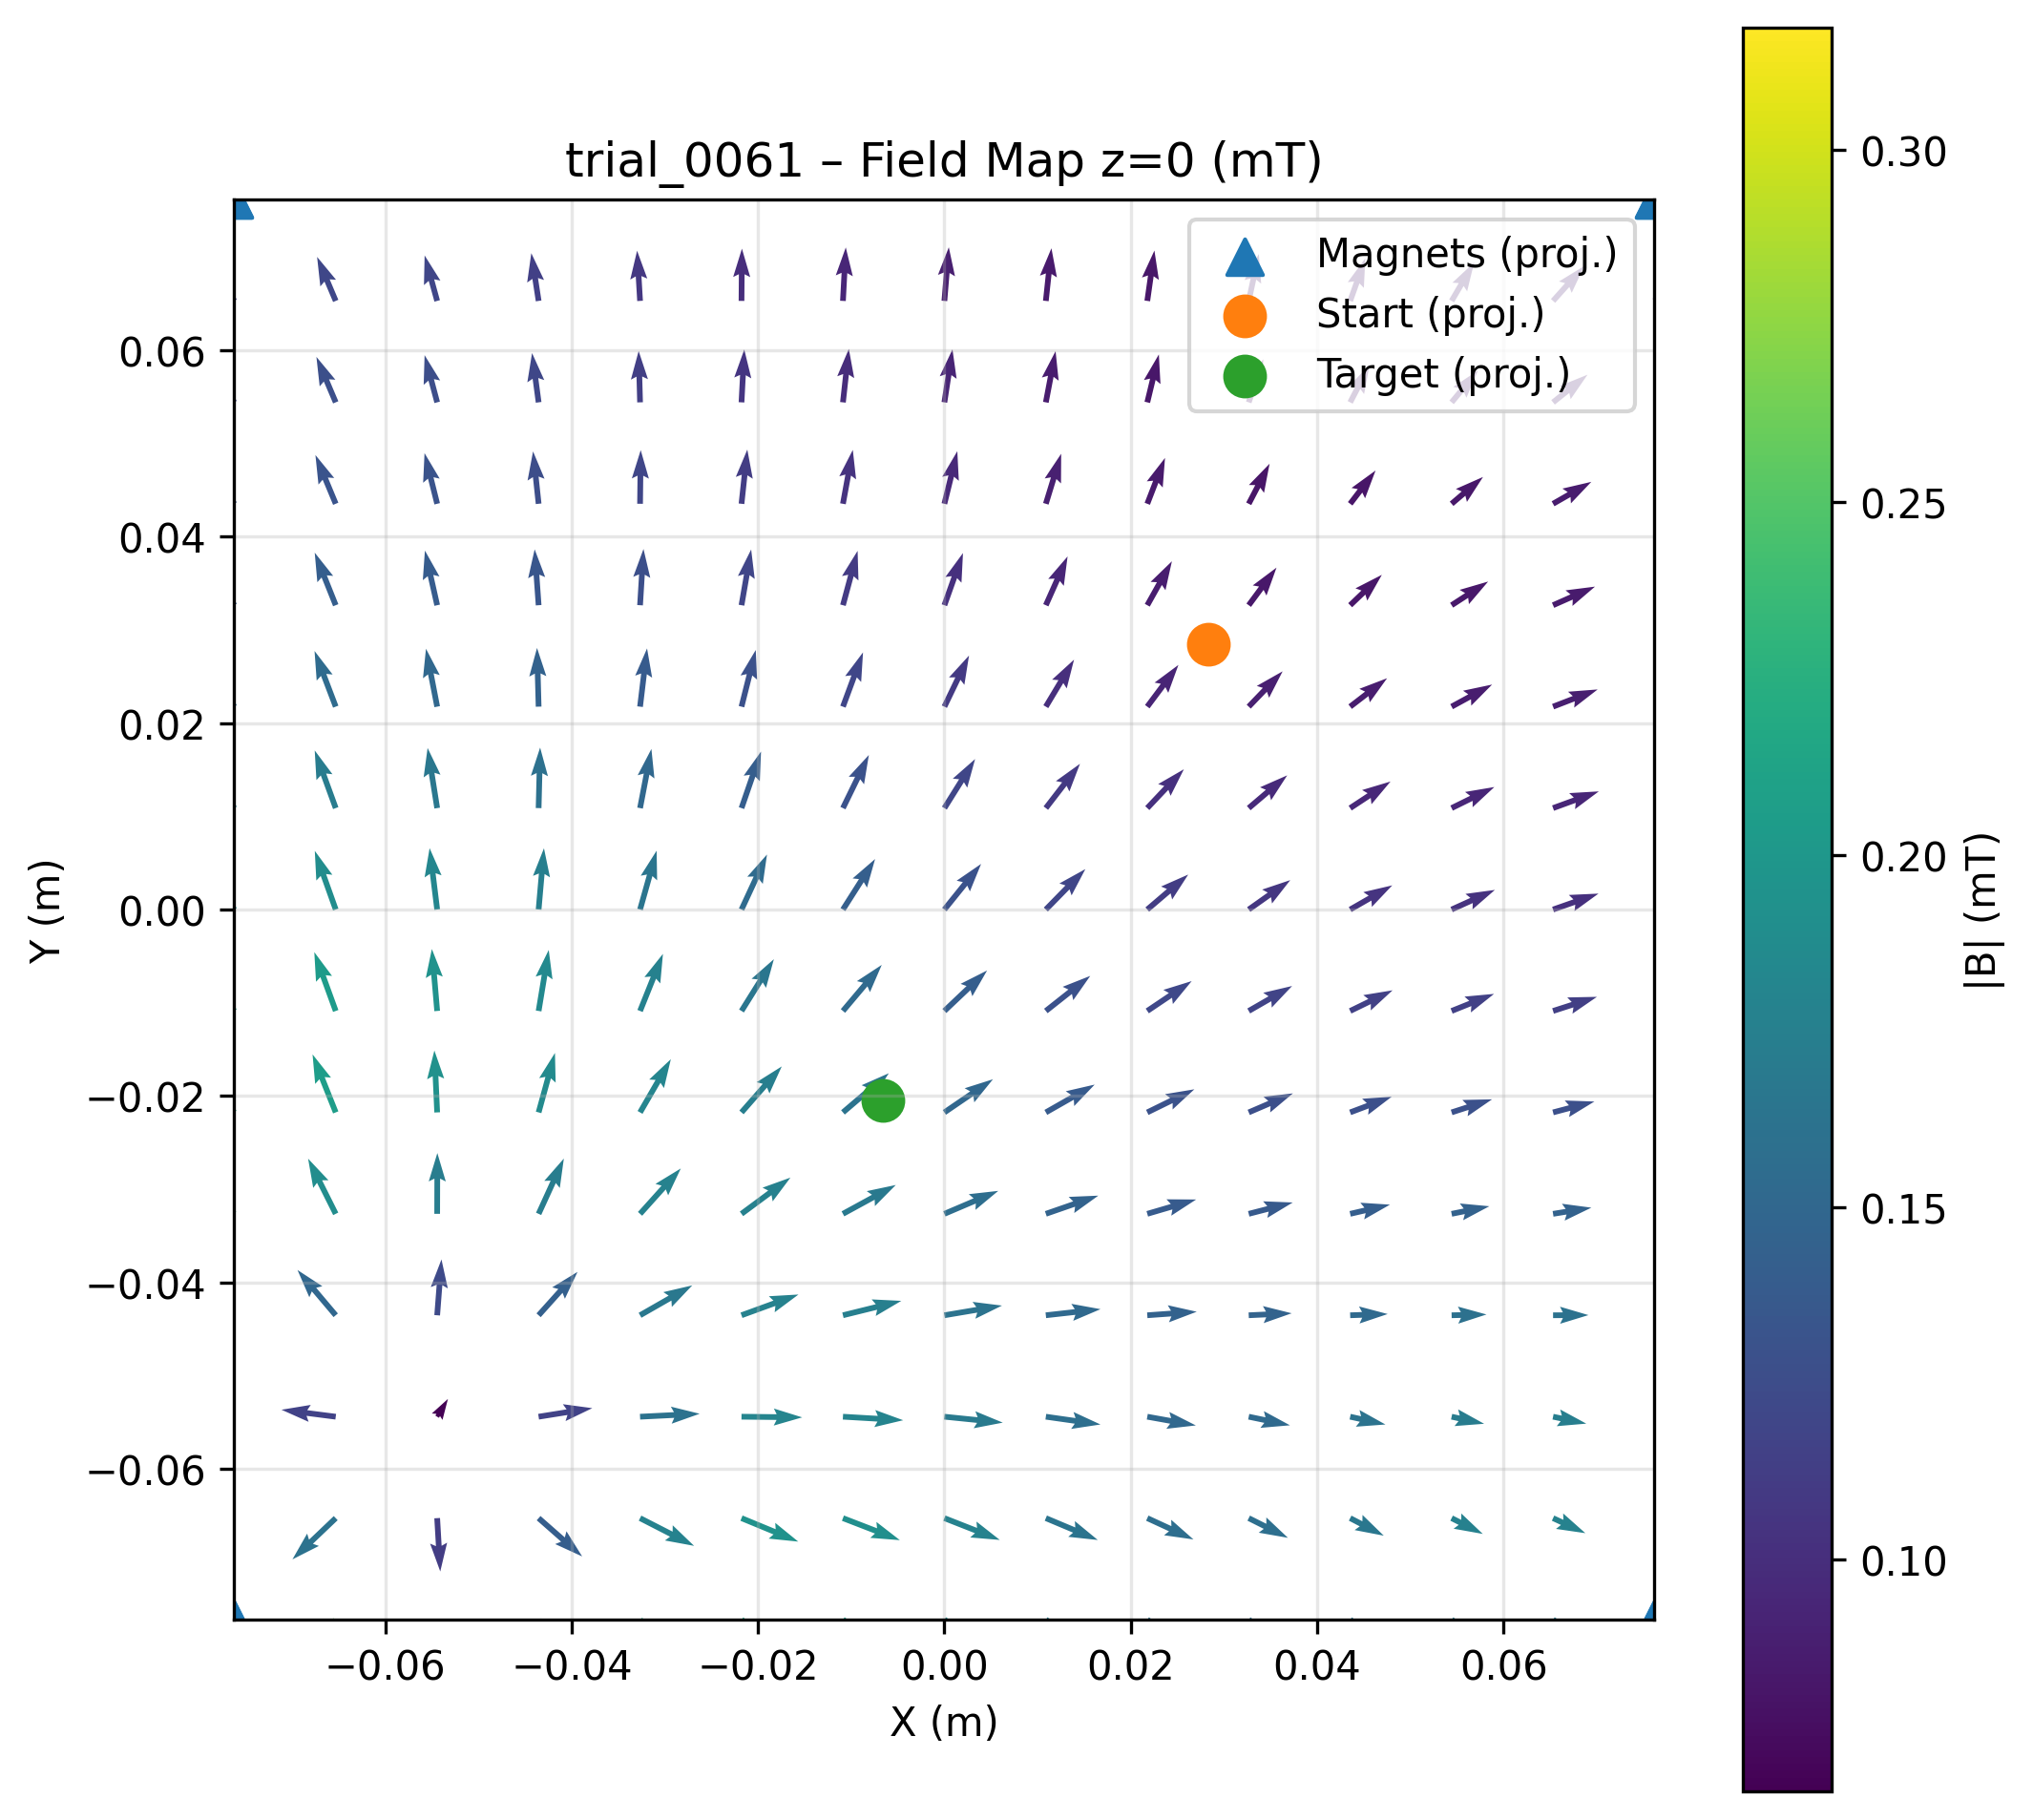 trial_0061 – Field Map z=0 (mT)
Magnets (proj.)
Start (proj.)
Target (proj.)
0.06
0.04
0.02
0.00
−0.02
−0.04
−0.06
Y (m)
−0.06 −0.04 −0.02 0.00 0.02 0.04 0.06
X (m)
0.30
0.25
0.20
0.15
0.10
|B| (mT)